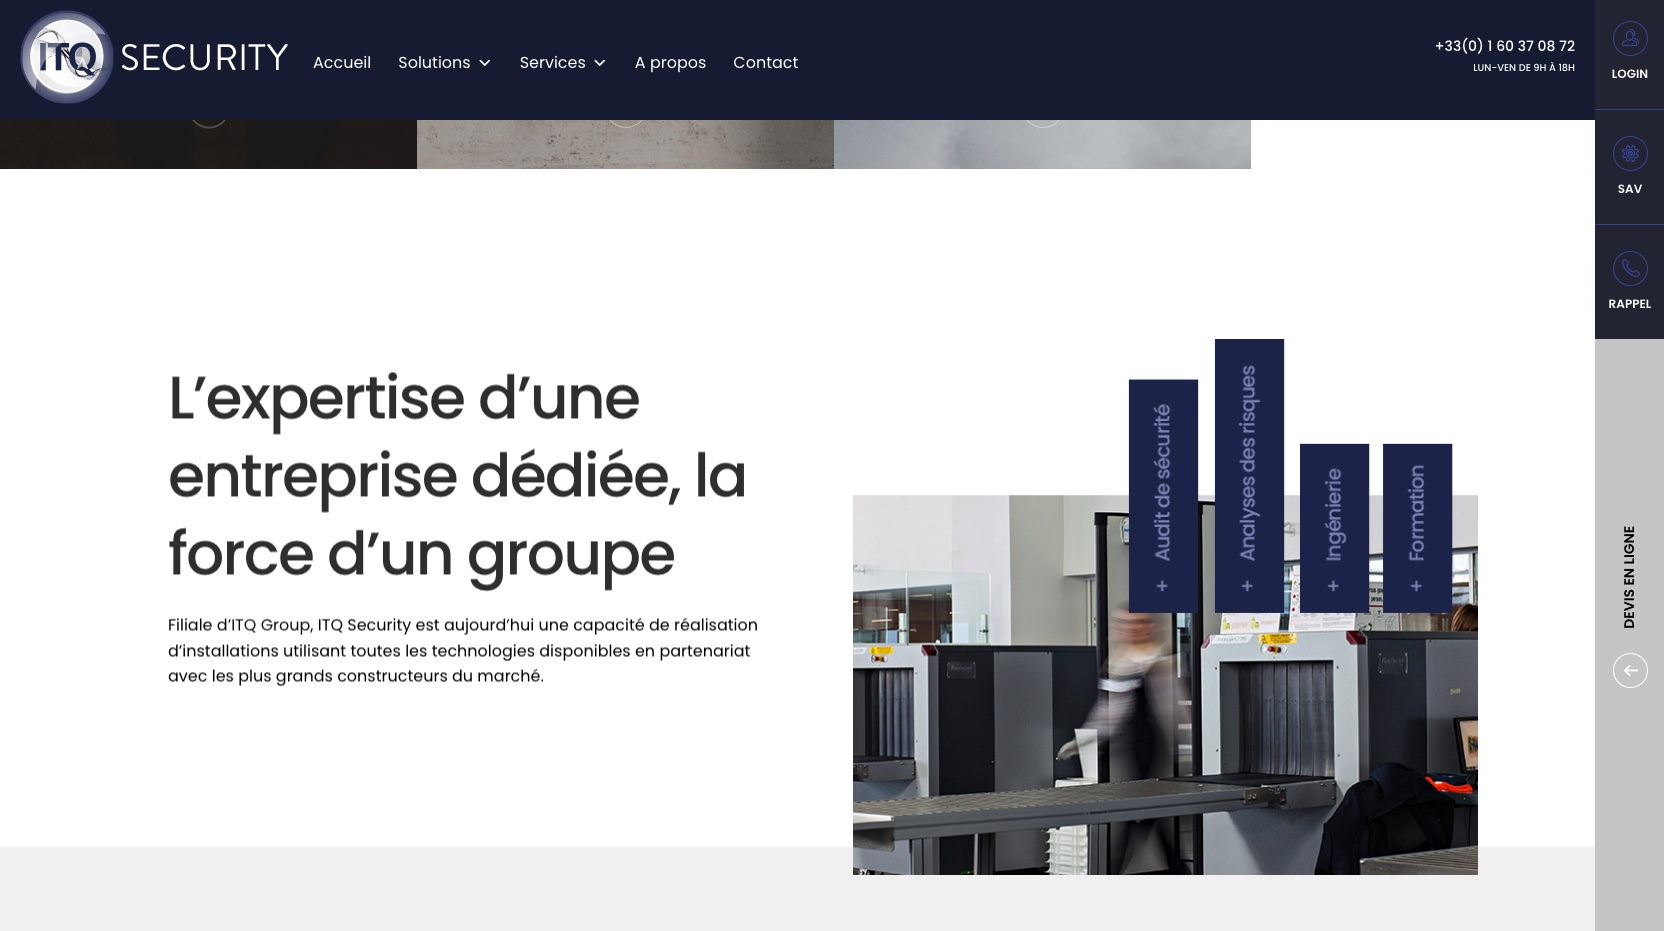 ITQ SECURITY
Accueil
Solutions
Services
A propos
Contact
+33(0) 1 60 37 08 72
LUN-VEN DE 9H À 18H
LOGIN
SAV
RAPPEL
DEVIS EN LIGNE
L’expertise d’une
entreprise dédiée, la
force d’un groupe
Filiale d’ITQ Group, ITQ Security est aujourd’hui une capacité de réalisation
d’installations utilisant toutes les technologies disponibles en partenariat
avec les plus grands constructeurs du marché.
+ Audit de sécurité
+ Analyses des risques
+ Ingénierie
+ Formation